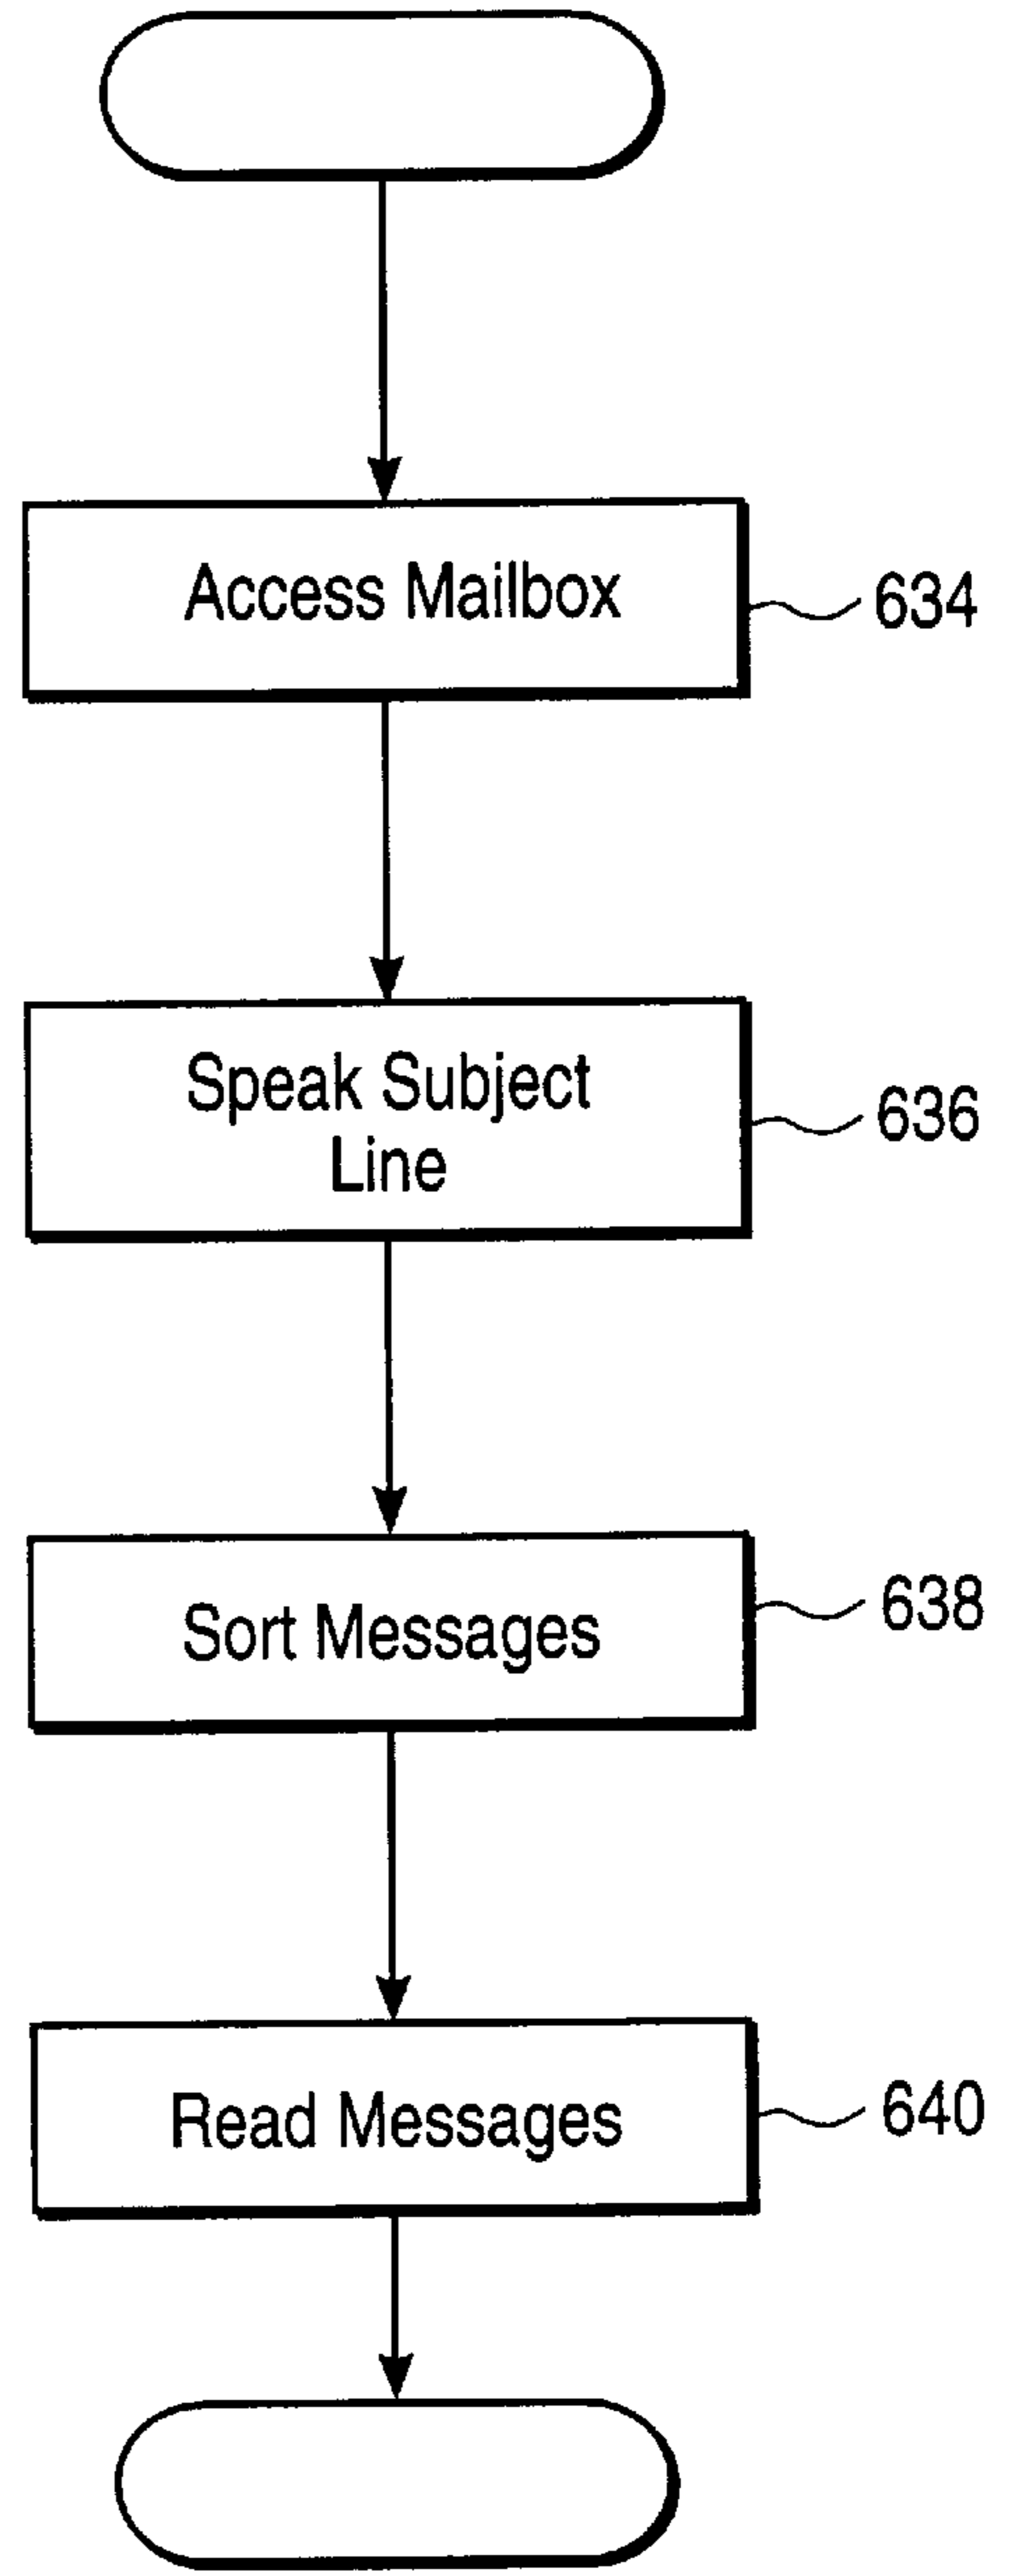 Access Mailbox
634
Speak Subject
Line
636
Sort Messages
638
Read Messages
640